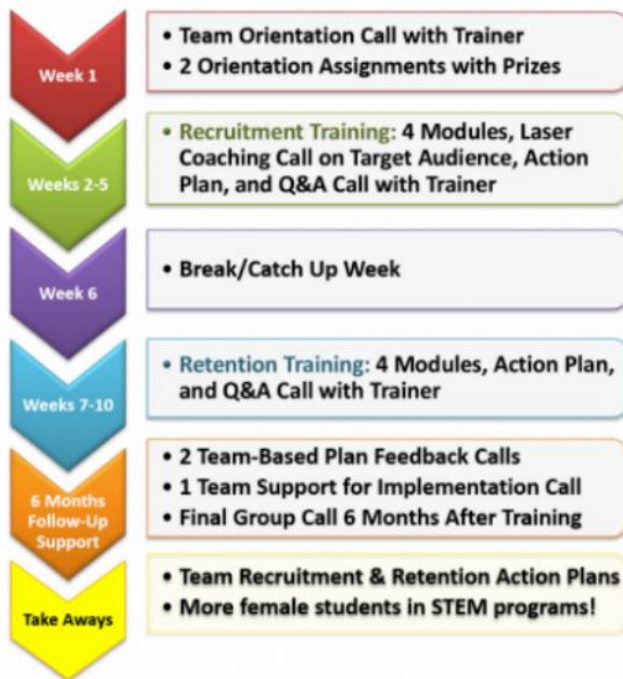 Week 1
• Team Orientation Call with Trainer
• 2 Orientation Assignments with Prizes
Weeks 2-5
• Recruitment Training: 4 Modules, Laser
Coaching Call on Target Audience, Action
Plan, and Q&A Call with Trainer
Week 6
• Break/Catch Up Week
Weeks 7-10
• Retention Training: 4 Modules, Action Plan,
and Q&A Call with Trainer
6 Months
Follow-Up
Support
• 2 Team-Based Plan Feedback Calls
• 1 Team Support for Implementation Call
• Final Group Call 6 Months After Training
Take Aways
• Team Recruitment & Retention Action Plans
• More female students in STEM programs!